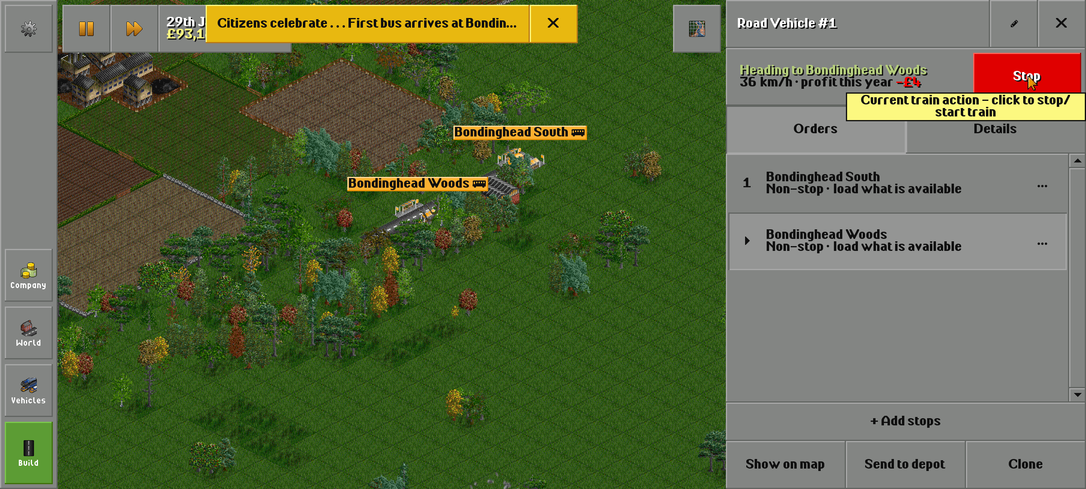 29th J
£93,1
Citizens celebrate . . . First bus arrives at Bondin...
Road Vehicle #1
Heading to Bondinghead Woods
36 km/h · profit this year -£4
Stop
Current train action - click to stop/
start train
Orders
Details
1
Bondinghead South
Non-stop · load what is available
...
Bondinghead Woods
Non-stop · load what is available
...
+ Add stops
Show on map
Send to depot
Clone
Bondinghead South
Bondinghead Woods
Company
World
Vehicles
Build